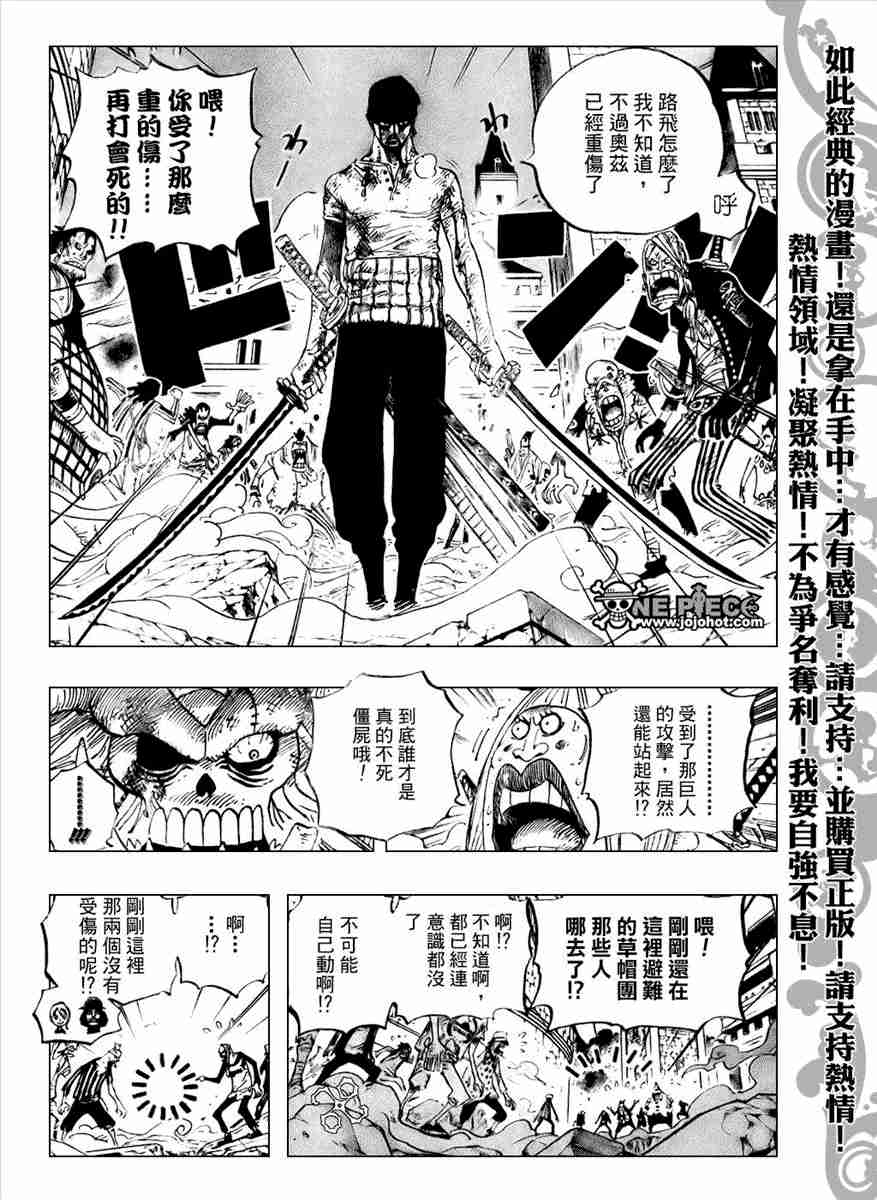 路飛怎麼了
我不知道，
不過奧茲
已經重傷了
呼
喂！
你受了那麼
重的傷……
再打會死的!!
ドドン
ONE PIECE
www.jojohot.com
…………
受到了那巨人
的攻擊，居然
還能站起來!?
到底誰才是
真的不死
僵屍哦！
…………!!!
喂！
剛剛還在
這裡避難
的草帽團
那些人
哪去了!?
啊!?
不知道啊，
都已經連
意識都沒
了
不可能
自己動啊!?
啊…
…!?
剛剛這裡
那兩個沒有
受傷的呢!?
如此經典的漫畫！還是拿在手中…才有感覺…請支持…並購買正版！請支持熱情！
熱情領域！凝聚熱情！不為爭名奪利！我要自強不息！